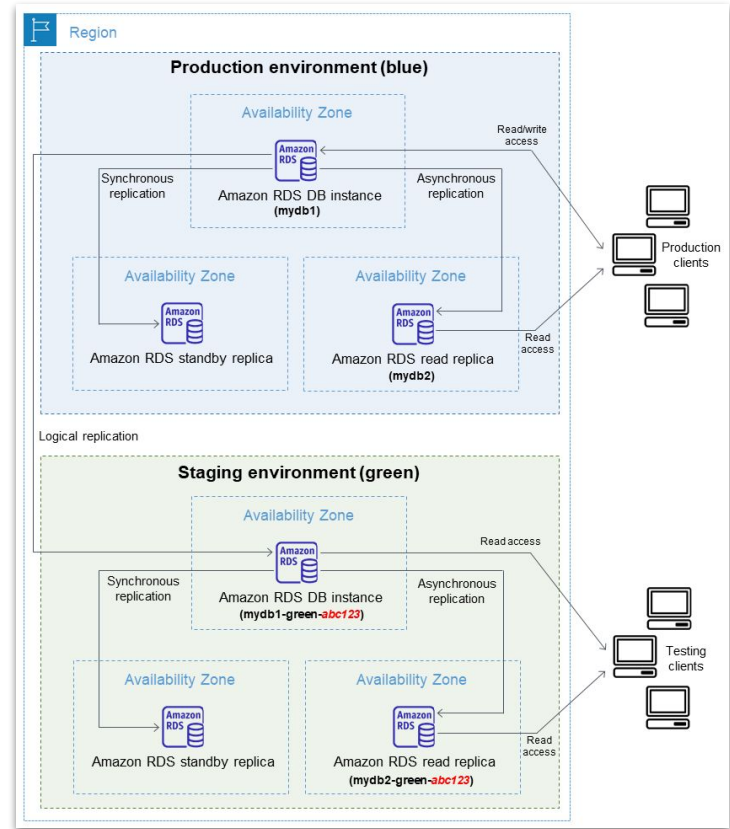 Region
Production environment (blue)
Availability Zone
Read/write
access
Amazon
RDS
Synchronous
replication
Asynchronous
replication
Amazon RDS DB instance
(mydb1)
Production
clients
Availability Zone
Availability Zone
Amazon
RDS
Amazon
RDS
Read
access
Amazon RDS standby replica
Amazon RDS read replica
(mydb2)
Logical replication
Staging environment (green)
Availability Zone
Read access
Amazon
RDS
Synchronous
replication
Asynchronous
replication
Amazon RDS DB instance
(mydb1-green-abc123)
Testing
clients
Availability Zone
Availability Zone
Amazon
RDS
Amazon
RDS
Read
access
Amazon RDS standby replica
Amazon RDS read replica
(mydb2-green-abc123)